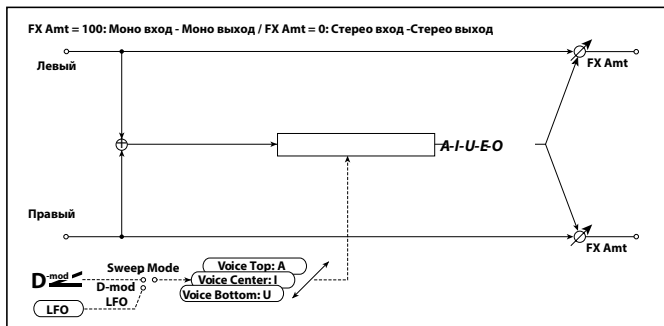 FX Amt = 100: Моно вход - Моно выход / FX Amt = 0: Стерео вход -Стерео выход
Левый
FX Amt
A-I-U-E-O
Правый
FX Amt
D-mod
Sweep Mode
D-mod
LFO
LFO
Voice Top: A
Voice Center: I
Voice Bottom: U